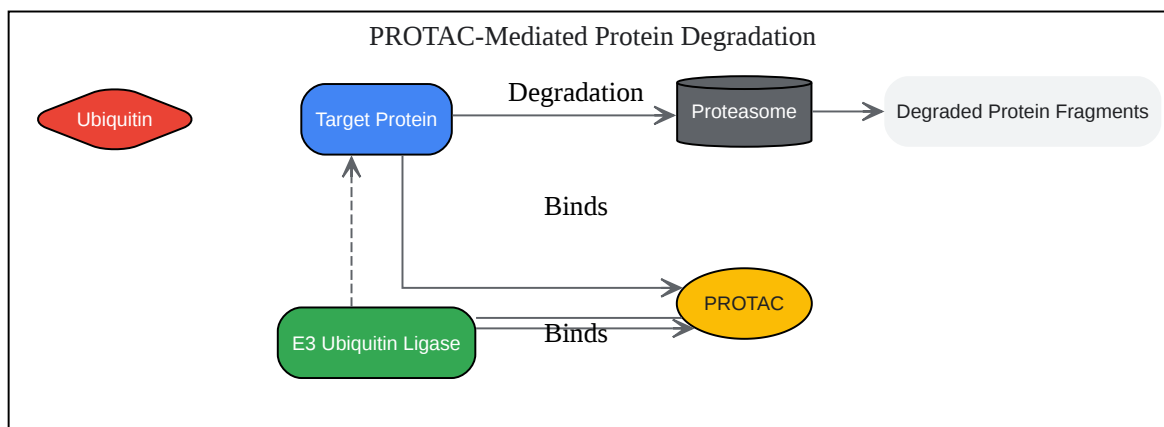 PROTAC-Mediated Protein Degradation
Ubiquitin
Target Protein
Degradation
Proteasome
Degraded Protein Fragments
Binds
PROTAC
E3 Ubiquitin Ligase
Binds